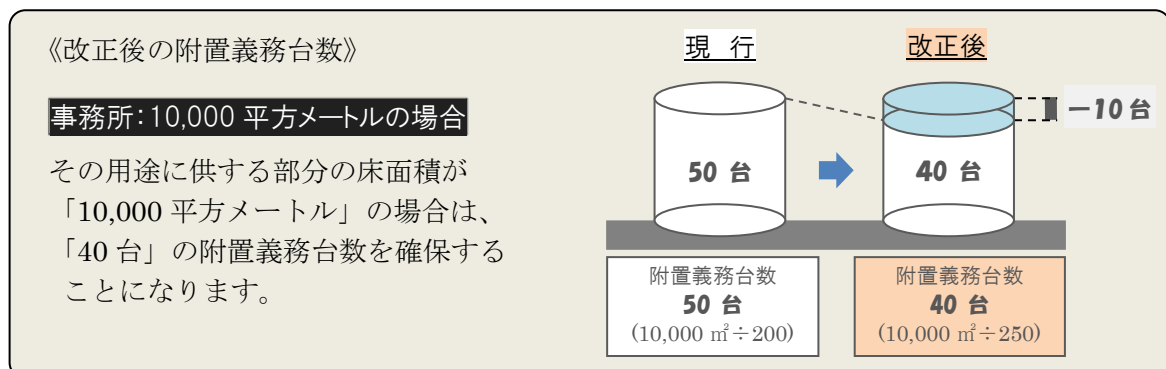 《改正後の附置義務台数》
事務所:10,000 平方メートルの場合
その用途に供する部分の床面積が
「10,000 平方メートル」の場合は、
「40 台」の附置義務台数を確保する
ことになります。
現 行
改正後
－10 台
50 台
40 台
附置義務台数
50 台
(10,000 ㎡÷200)
附置義務台数
40 台
(10,000 ㎡÷250)